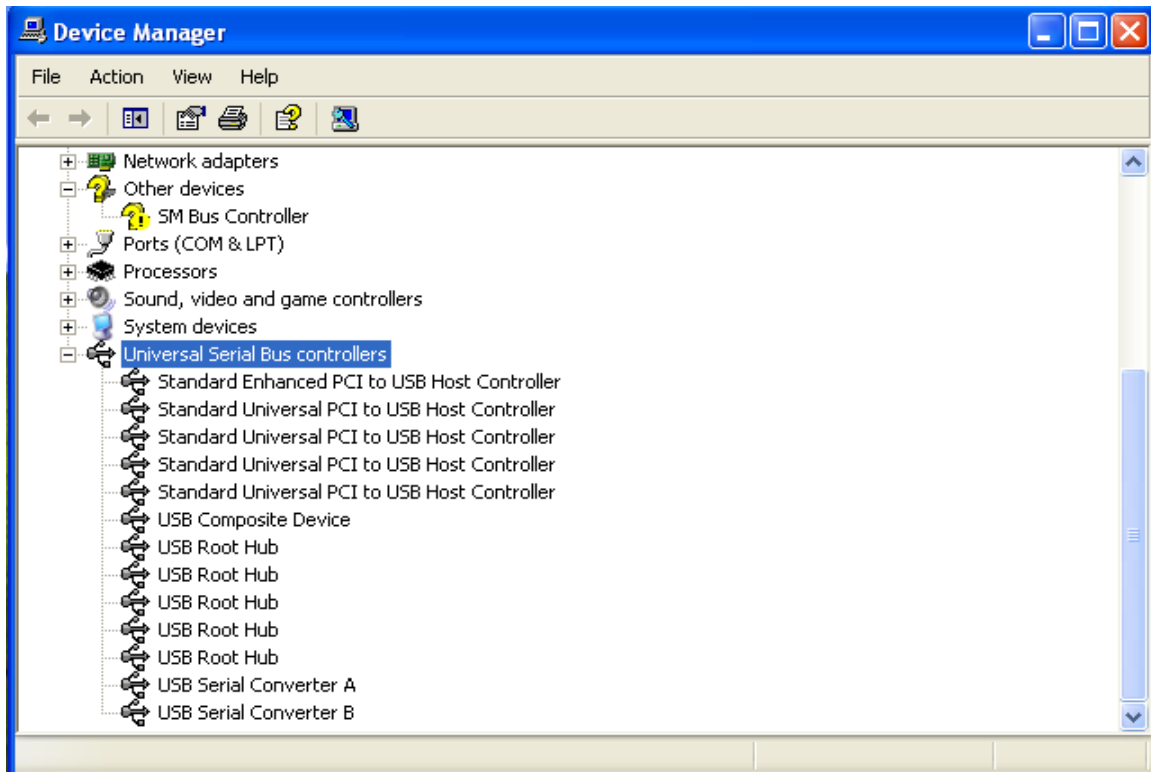 Device Manager
File Action View Help
Network adapters
Other devices
SM Bus Controller
Ports (COM & LPT)
Processors
Sound, video and game controllers
System devices
Universal Serial Bus controllers
Standard Enhanced PCI to USB Host Controller
Standard Universal PCI to USB Host Controller
Standard Universal PCI to USB Host Controller
Standard Universal PCI to USB Host Controller
Standard Universal PCI to USB Host Controller
USB Composite Device
USB Root Hub
USB Root Hub
USB Root Hub
USB Root Hub
USB Root Hub
USB Serial Converter A
USB Serial Converter B